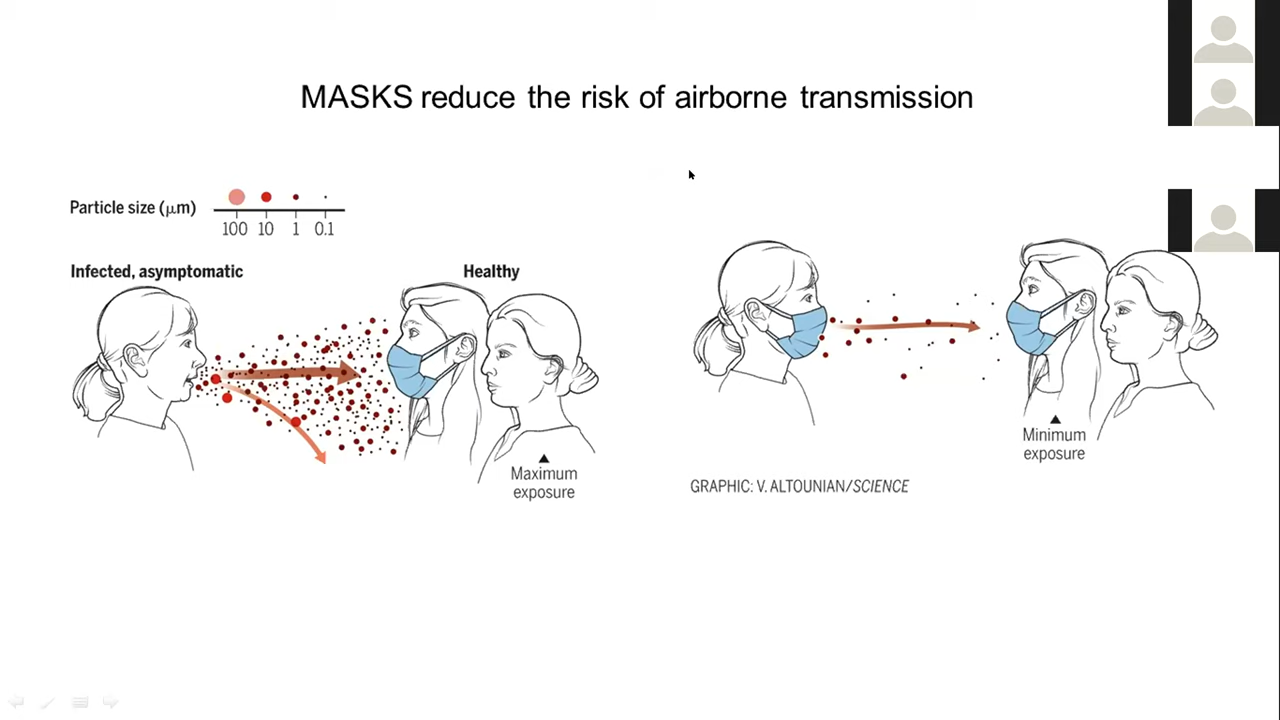 MASKS reduce the risk of airborne transmission
Particle size (μm)
100 10 1 0.1
Infected, asymptomatic
Healthy
Maximum
exposure
Minimum
exposure
GRAPHIC: V. ALTOUNIAN/SCIENCE